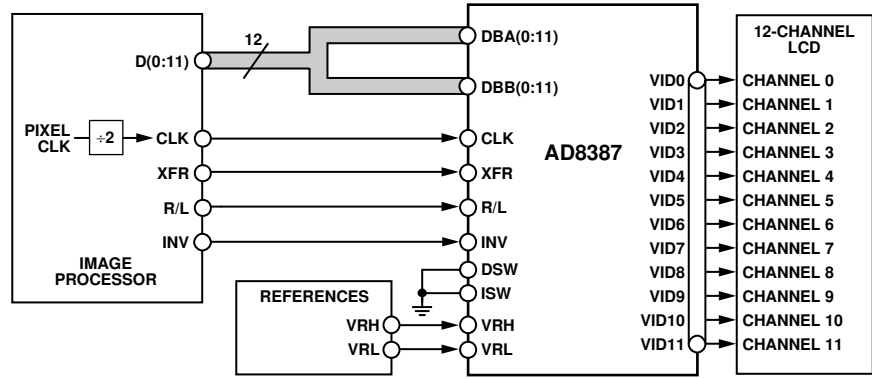 12
D(0:11)
PIXEL
CLK
÷2
CLK
XFR
R/L
INV
IMAGE
PROCESSOR
REFERENCES
VRH
VRL
DBA(0:11)
DBB(0:11)
CLK
XFR
R/L
INV
DSW
ISW
VRH
VRL
AD8387
VID0
VID1
VID2
VID3
VID4
VID5
VID6
VID7
VID8
VID9
VID10
VID11
12-CHANNEL
LCD
CHANNEL 0
CHANNEL 1
CHANNEL 2
CHANNEL 3
CHANNEL 4
CHANNEL 5
CHANNEL 6
CHANNEL 7
CHANNEL 8
CHANNEL 9
CHANNEL 10
CHANNEL 11